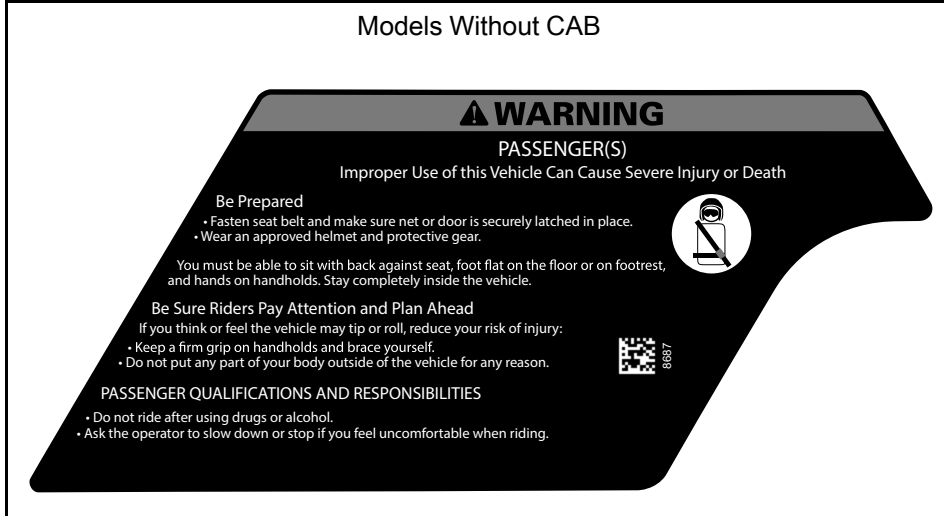 Models Without CAB
WARNING
PASSENGER(S)
Improper Use of this Vehicle Can Cause Severe Injury or Death
Be Prepared
• Fasten seat belt and make sure net or door is securely latched in place.
• Wear an approved helmet and protective gear.
You must be able to sit with back against seat, foot flat on the floor or on footrest,
and hands on handholds. Stay completely inside the vehicle.
Be Sure Riders Pay Attention and Plan Ahead
If you think or feel the vehicle may tip or roll, reduce your risk of injury:
• Keep a firm grip on handholds and brace yourself.
• Do not put any part of your body outside of the vehicle for any reason.
8687
PASSENGER QUALIFICATIONS AND RESPONSIBILITIES
• Do not ride after using drugs or alcohol.
• Ask the operator to slow down or stop if you feel uncomfortable when riding.